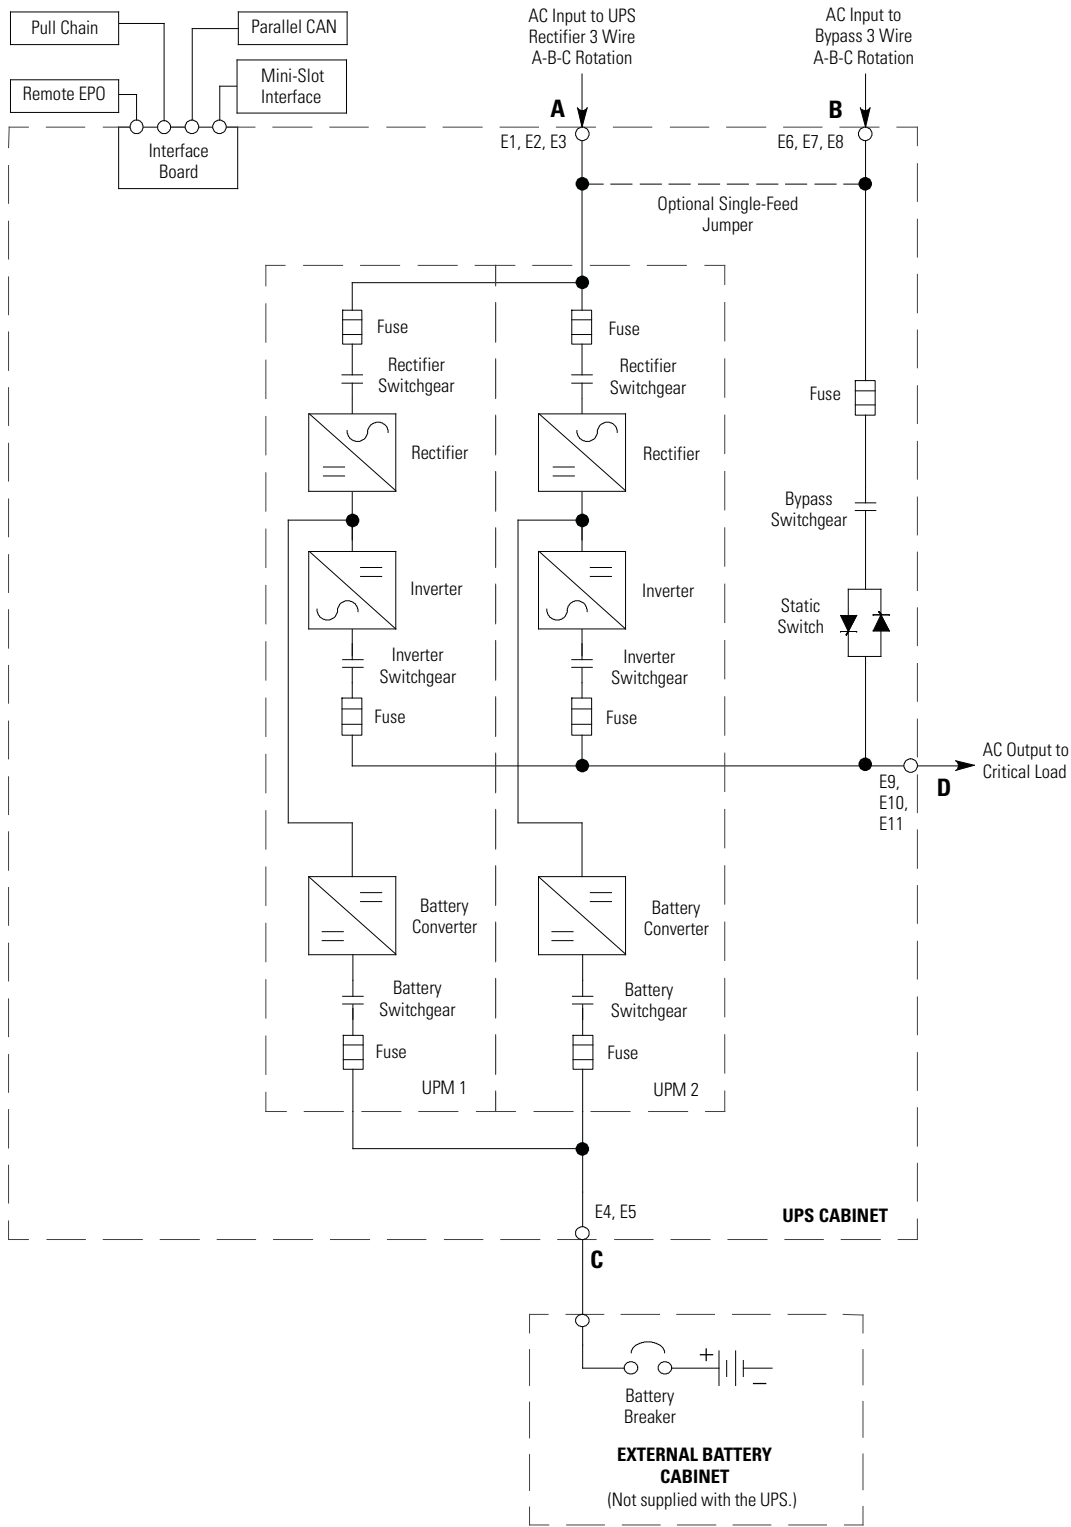 Pull Chain
Parallel CAN
Remote EPO
Mini-Slot
Interface
Interface
Board
AC Input to UPS
Rectifier 3 Wire
A-B-C Rotation
AC Input to
Bypass 3 Wire
A-B-C Rotation
A
B
E1, E2, E3
E6, E7, E8
Optional Single-Feed
Jumper
Fuse
Fuse
Rectifier
Switchgear
Rectifier
Switchgear
Fuse
Rectifier
Rectifier
Bypass
Switchgear
Inverter
Inverter
Static
Switch
Inverter
Switchgear
Inverter
Switchgear
Fuse
Fuse
AC Output to
Critical Load
D
E9,
E10,
E11
Battery
Converter
Battery
Converter
Battery
Switchgear
Battery
Switchgear
Fuse
Fuse
UPM 1
UPM 2
E4, E5
UPS CABINET
C
+
–
Battery
Breaker
EXTERNAL BATTERY
CABINET
(Not supplied with the UPS.)